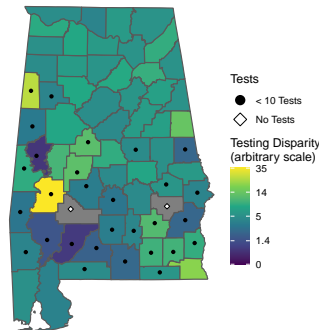 Tests
< 10 Tests
No Tests
Testing Disparity
(arbitrary scale)
35
14
5
1.4
0